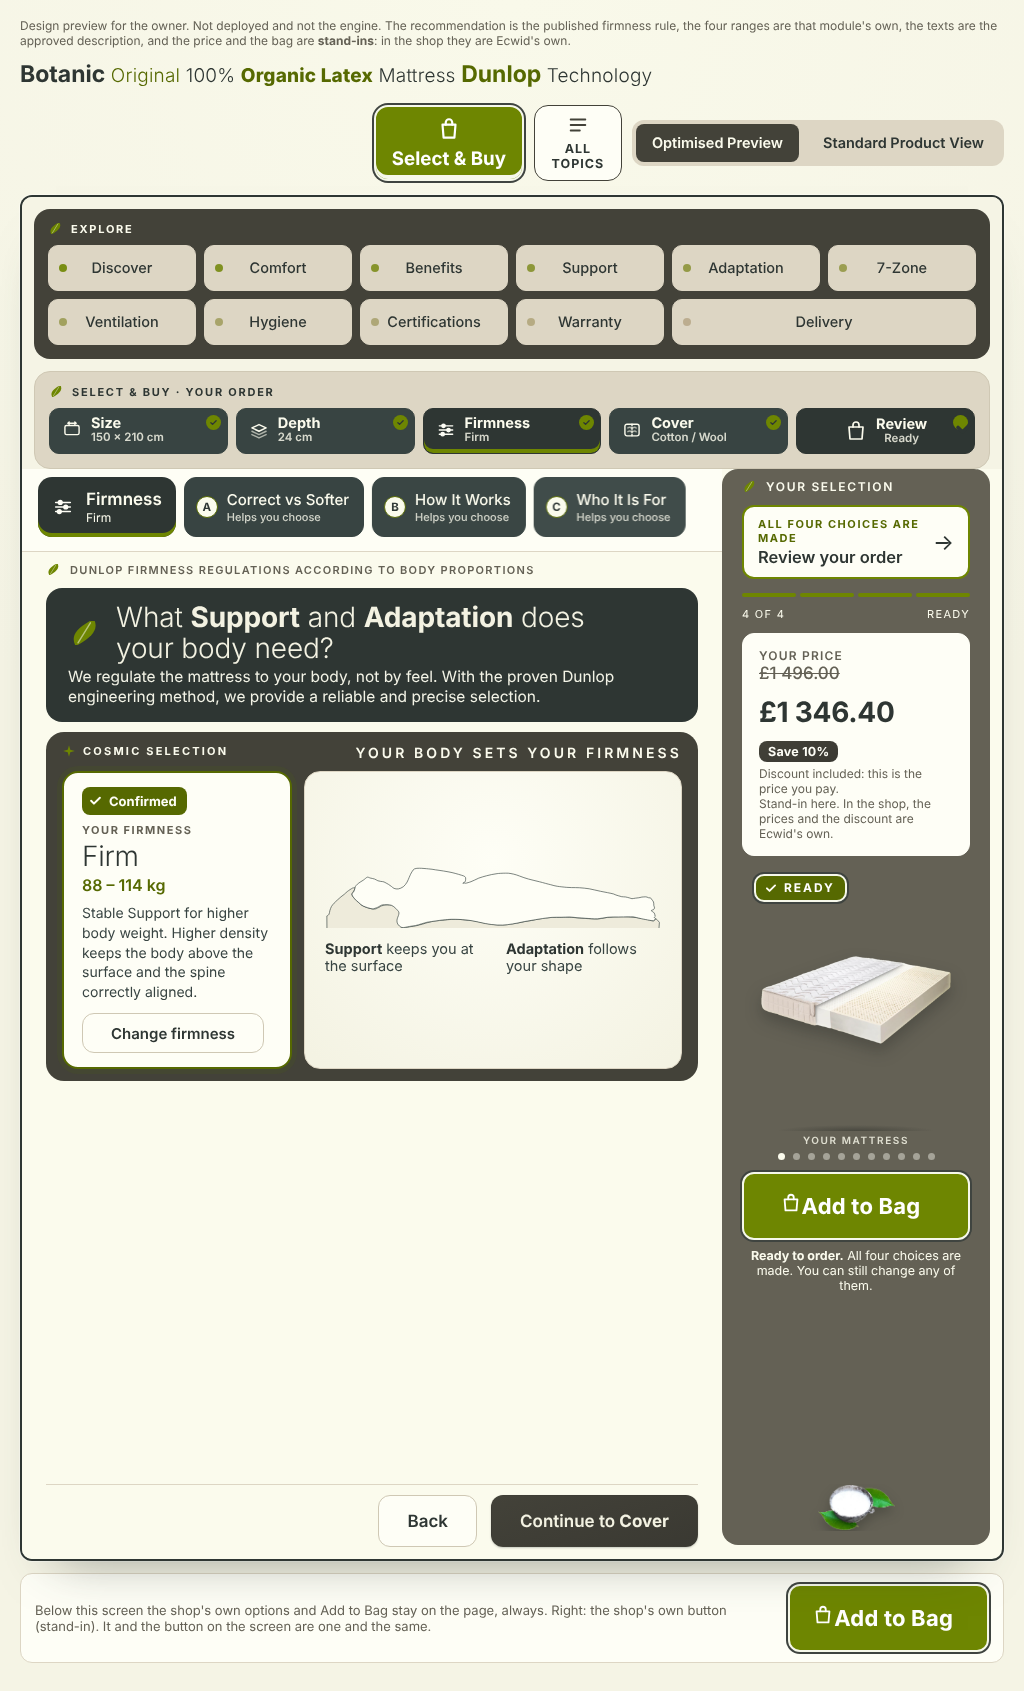 Design preview for the owner. Not deployed and not the engine. The recommendation is the published firmness rule, the four ranges are that module's own, the texts are the
approved description, and the price and the bag are stand-ins: in the shop they are Ecwid's own.
Botanic Original 100% Organic Latex Mattress Dunlop Technology
Select & Buy
ALL
TOPICS
Optimised Preview
Standard Product View
EXPLORE
Discover
Comfort
Benefits
Support
Adaptation
7-Zone
Ventilation
Hygiene
Certifications
Warranty
Delivery
SELECT & BUY · YOUR ORDER
Size
150 × 210 cm
Depth
24 cm
Firmness
Firm
Cover
Cotton / Wool
Review
Ready
Firmness
Firm
A
Correct vs Softer
Helps you choose
B
How It Works
Helps you choose
C
Who It Is For
Helps you choose
DUNLOP FIRMNESS REGULATIONS ACCORDING TO BODY PROPORTIONS
What Support and Adaptation does
your body need?
We regulate the mattress to your body, not by feel. With the proven Dunlop
engineering method, we provide a reliable and precise selection.
COSMIC SELECTION
YOUR BODY SETS YOUR FIRMNESS
Confirmed
YOUR FIRMNESS
Firm
88 – 114 kg
Stable Support for higher
body weight. Higher density
keeps the body above the
surface and the spine
correctly aligned.
Change firmness
Support keeps you at
the surface
Adaptation follows
your shape
Back
Continue to Cover
YOUR SELECTION
ALL FOUR CHOICES ARE
MADE
Review your order
4 OF 4
READY
YOUR PRICE
£1 496.00
£1 346.40
Save 10%
Discount included: this is the
price you pay.
Stand-in here. In the shop, the
prices and the discount are
Ecwid's own.
READY
YOUR MATTRESS
Add to Bag
Ready to order. All four choices are
made. You can still change any of
them.
Below this screen the shop's own options and Add to Bag stay on the page, always. Right: the shop's own button
(stand-in). It and the button on the screen are one and the same.
Add to Bag